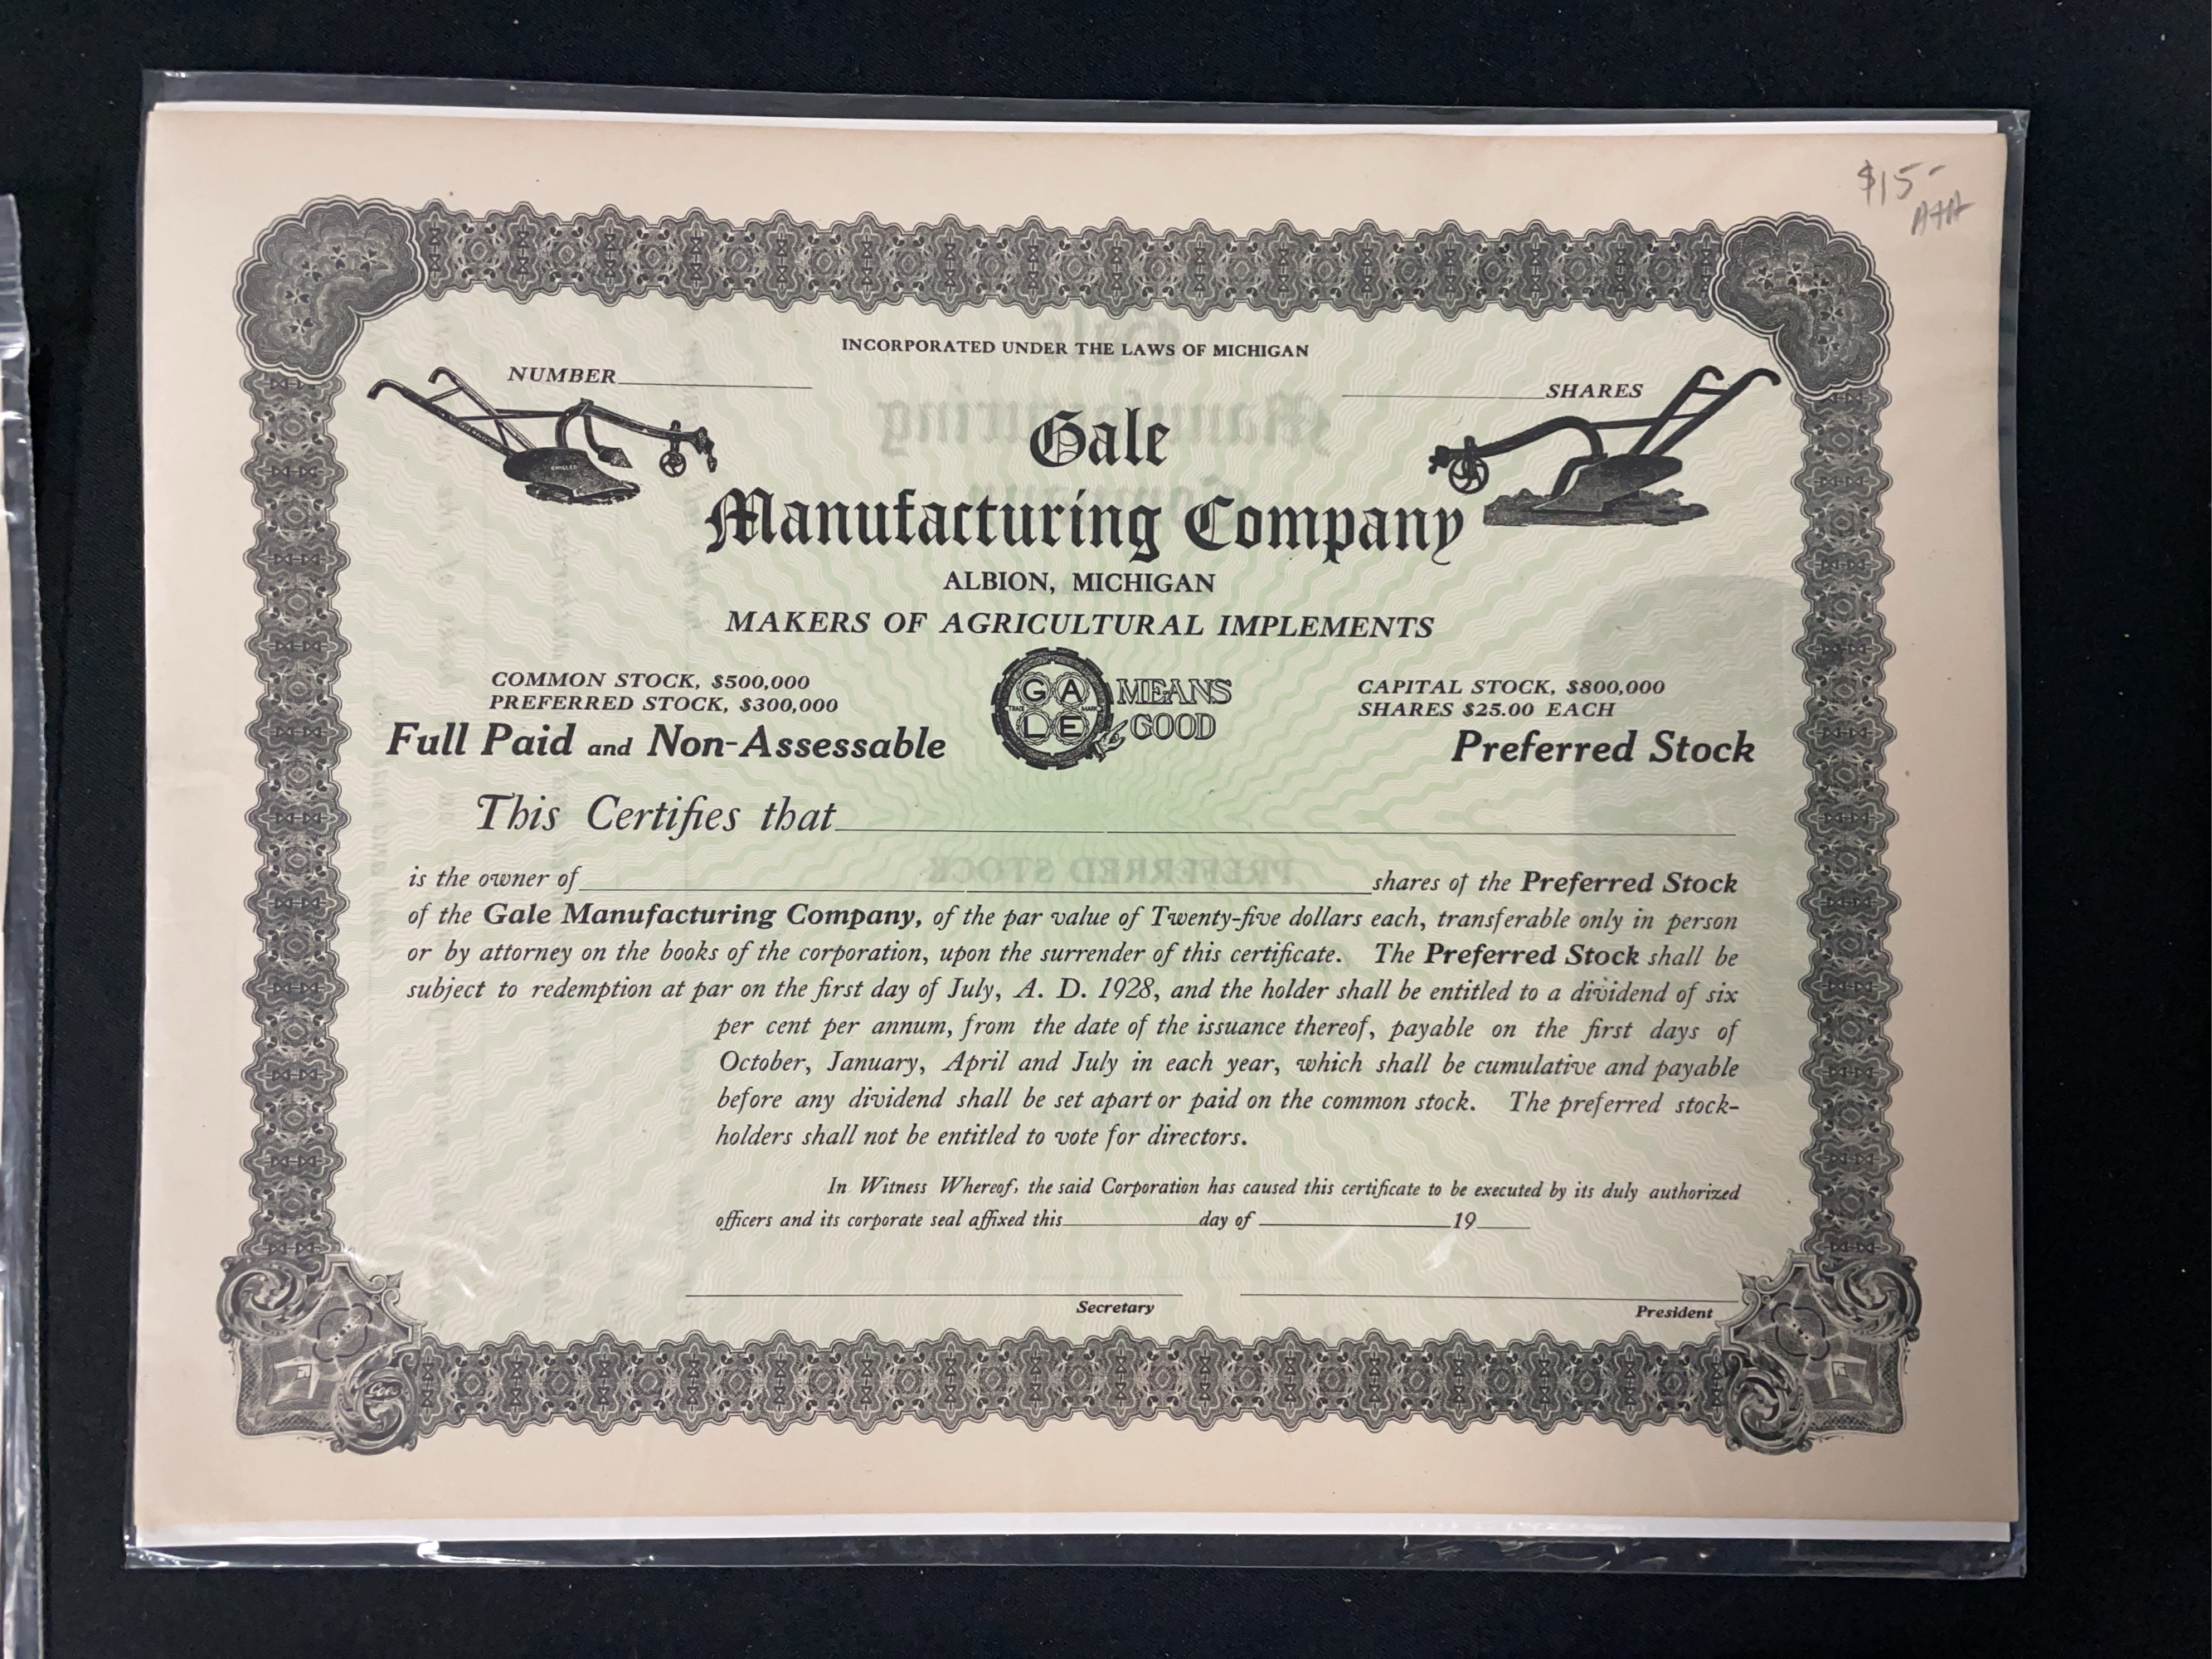 $15-
INCORPORATED UNDER THE LAWS OF MICHIGAN
NUMBER
SHARES
Gale
Manufacturing Company
ALBION, MICHIGAN
MAKERS OF AGRICULTURAL IMPLEMENTS
COMMON STOCK, $500,000
PREFERRED STOCK, $300,000
Full Paid and Non-Assessable
GALE
TRADE MARK
MEANS
GOOD
CAPITAL STOCK, $800,000
SHARES $25.00 EACH
Preferred Stock
This Certifies that
is the owner of shares of the Preferred Stock
of the Gale Manufacturing Company, of the par value of Twenty-five dollars each, transferable only in person
or by attorney on the books of the corporation, upon the surrender of this certificate. The Preferred Stock shall be
subject to redemption at par on the first day of July, A. D. 1928, and the holder shall be entitled to a dividend of six
per cent per annum, from the date of the issuance thereof, payable on the first days of
October, January, April and July in each year, which shall be cumulative and payable
before any dividend shall be set apart or paid on the common stock. The preferred stock-
holders shall not be entitled to vote for directors.
In Witness Whereof, the said Corporation has caused this certificate to be executed by its duly authorized
officers and its corporate seal affixed this day of 19
Secretary
President
Goes